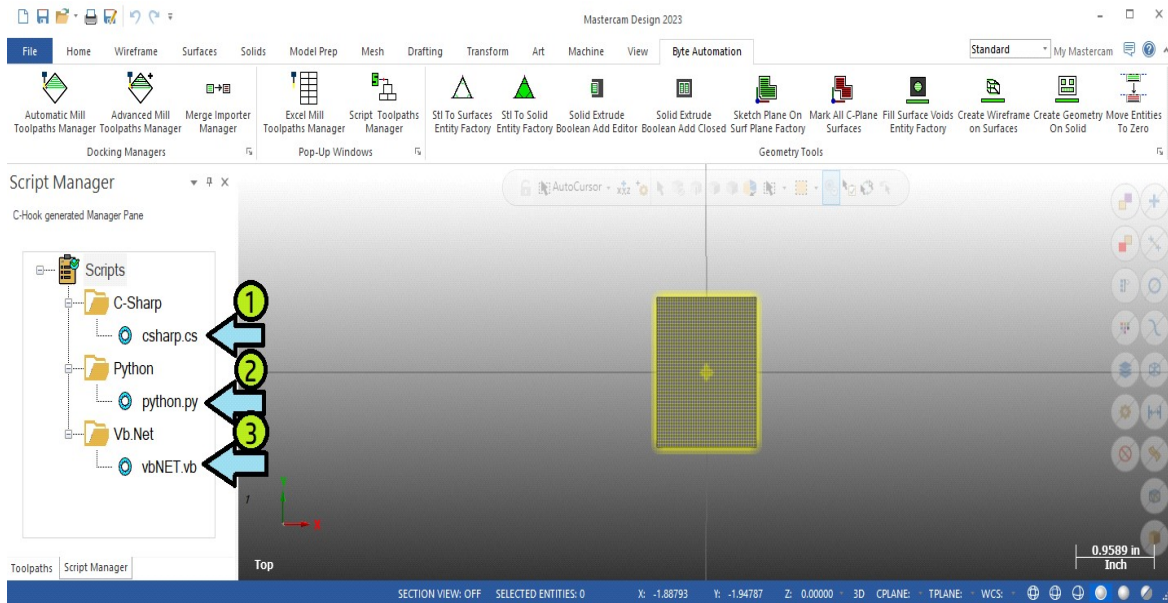 Mastercam Design 2023
File Home Wireframe Surfaces Solids Model Prep Mesh Drafting Transform Art Machine View Byte Automation Standard My Mastercam
Automatic Mill Advanced Mill Merge Importer Excel Mill Script Toolpaths Stl To Surfaces Stl To Solid Solid Extrude Solid Extrude Sketch Plane On Mark All C-Plane Fill Surface Voids Create Wireframe Create Geometry Move Entities
Toolpaths Manager Toolpaths Manager Manager Toolpaths Manager Manager Entity Factory Entity Factory Boolean Add Editor Boolean Add Closed Surf Plane Factory Surfaces Entity Factory on Surfaces On Solid To Zero
Docking Managers Pop-Up Windows Geometry Tools
Script Manager
AutoCursor
C-Hook generated Manager Pane
Scripts
C-Sharp 1
csharp.cs
Python 2
python.py
Vb.Net 3
vbNET.vb
1
X
0.9589 in
Inch
Top
Toolpaths Script Manager
SECTION VIEW: OFF SELECTED ENTITIES: 0 X: -1.88793 Y: -1.94787 Z: 0.00000 3D CPLANE: TPLANE: WCS: